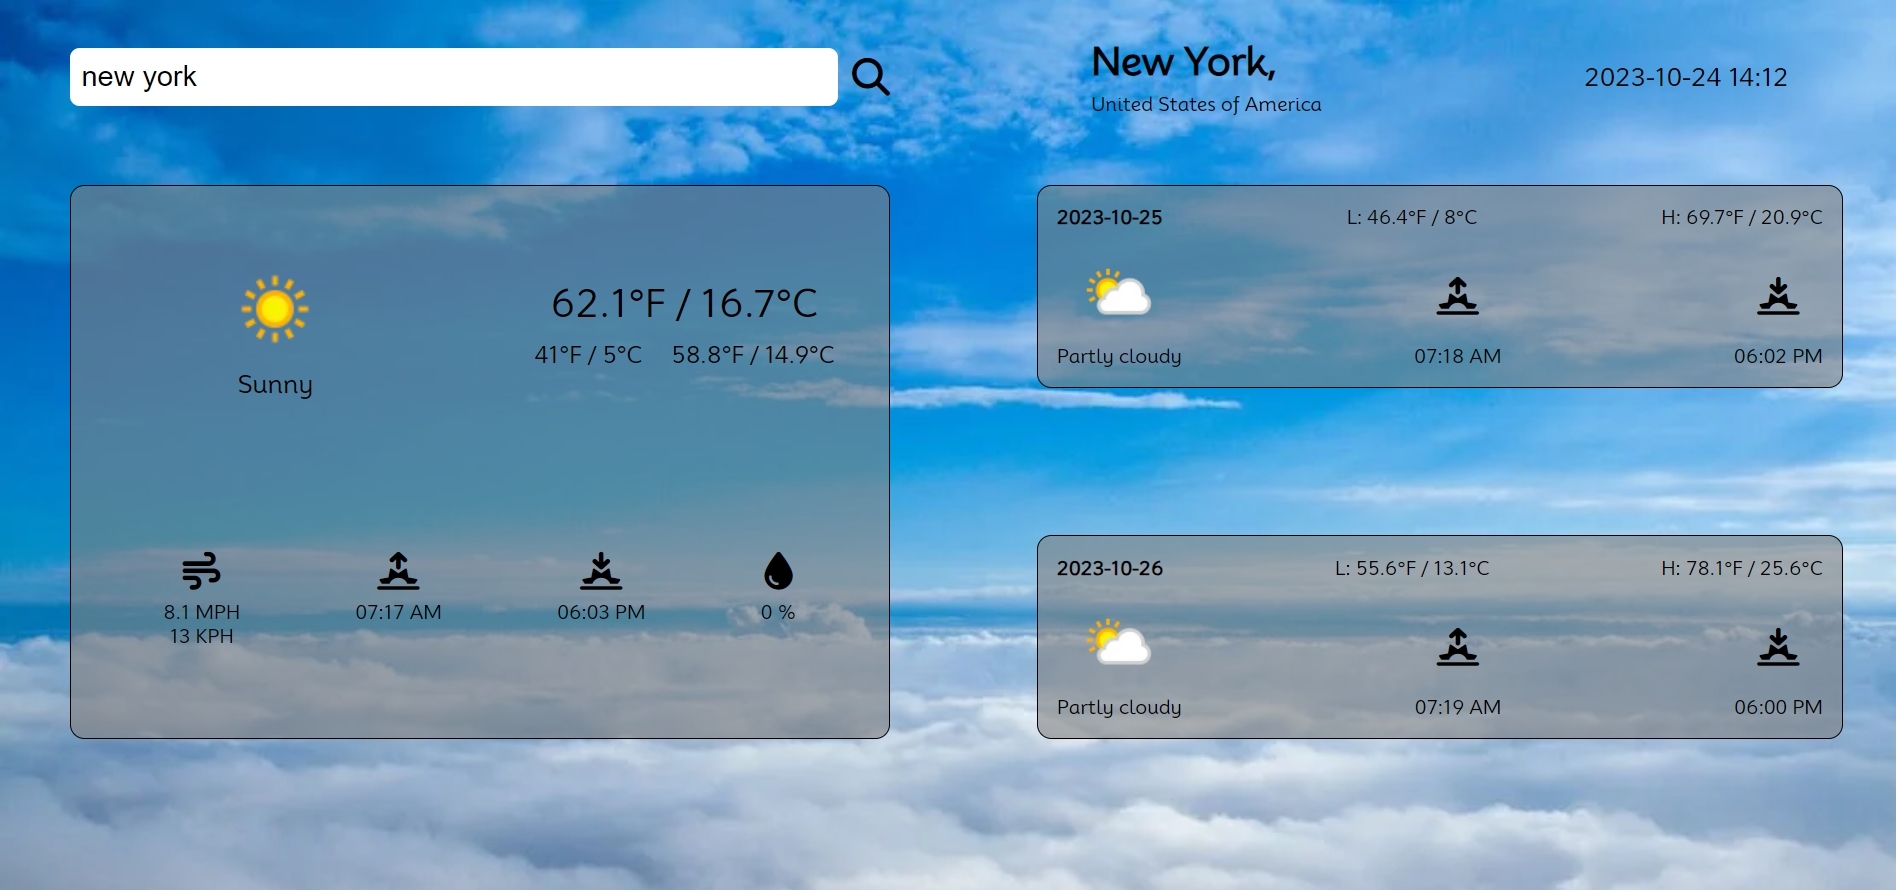 new york
New York,
United States of America
2023-10-24 14:12
62.1°F / 16.7°C
41°F / 5°C 58.8°F / 14.9°C
Sunny
8.1 MPH
13 KPH
07:17 AM
06:03 PM
0 %
2023-10-25 L: 46.4°F / 8°C H: 69.7°F / 20.9°C
Partly cloudy 07:18 AM 06:02 PM
2023-10-26 L: 55.6°F / 13.1°C H: 78.1°F / 25.6°C
Partly cloudy 07:19 AM 06:00 PM